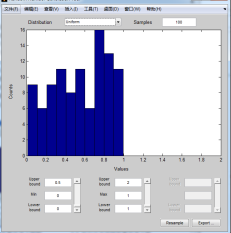 文件(F) 编辑(E) 查看(V) 插入(I) 工具(T) 桌面(D) 窗口(W) 帮助(H)
Distribution Uniform Samples 100
16
14
12
10
8
6
4
2
0
Counts
0 0.2 0.4 0.6 0.8 1 1.2 1.4 1.6 1.8 2
Values
Upper bound 0.5 Upper bound 2 Upper bound
Min 0 Max 1
Lower bound 0 Lower bound 1 Lower bound
Resample Export...